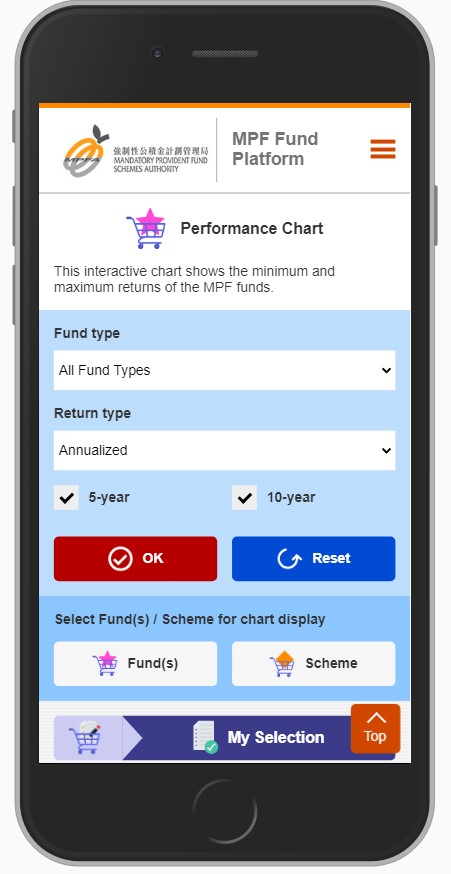 MPFA
強制性公積金計劃管理局
MANDATORY PROVIDENT FUND
SCHEMES AUTHORITY
MPF Fund
Platform
Performance Chart
This interactive chart shows the minimum and
maximum returns of the MPF funds.
Fund type
All Fund Types
Return type
Annualized
5-year
10-year
OK
Reset
Select Fund(s) / Scheme for chart display
Fund(s)
Scheme
My Selection
Top